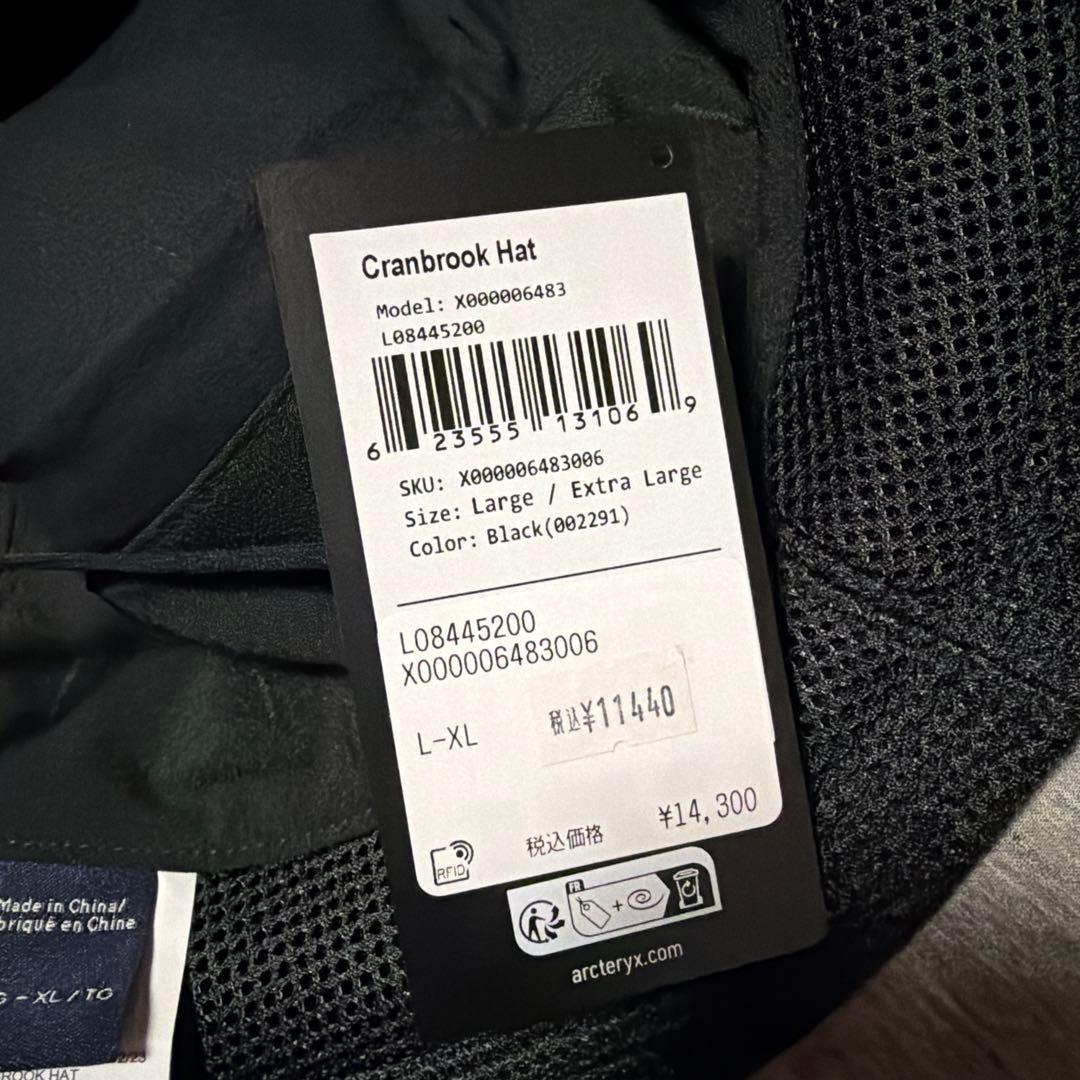 Cranbrook Hat
Model: X000006483
L08445200
6 23555 13106 9
SKU: X000006483006
Size: Large / Extra Large
Color: Black(002291)
L08445200
X000006483006
税込¥11440
L-XL
¥14,300
税込価格
RFID
FR
+
arcteryx.com
Made in China/
briqué en Chine
G - XL / TG
2/23
BROOK HAT